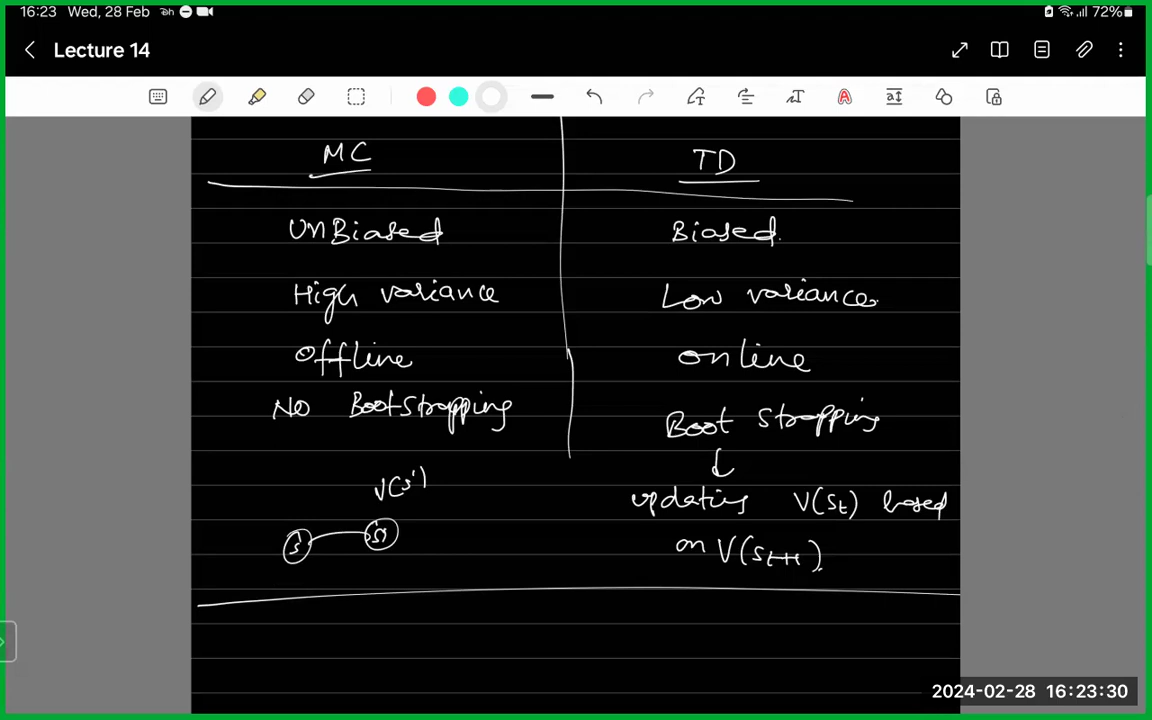 16:23 Wed, 28 Feb
72%
Lecture 14
MC
TD
UnBiased
Biased.
High variance
Low variance.
Offline
online
No BootStrapping
Boot strapping
↓
V(s')
updating V(St) based
on V(St+1).
S
S'
2024-02-28 16:23:30